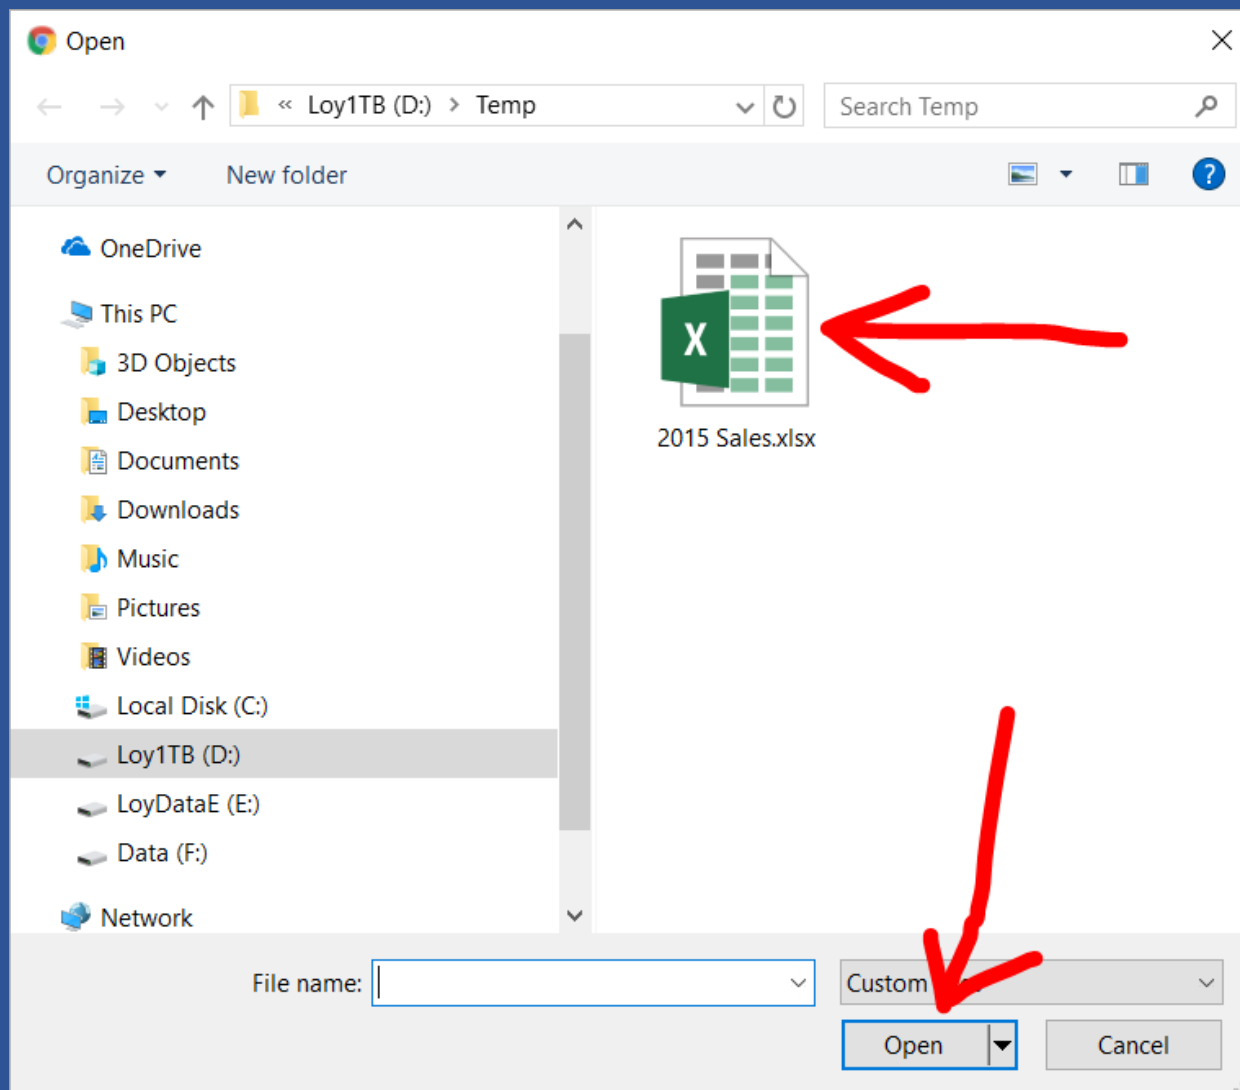 Open
« Loy1TB (D:) > Temp
Search Temp
Organize
New folder
?
OneDrive
This PC
3D Objects
Desktop
Documents
Downloads
Music
Pictures
Videos
Local Disk (C:)
Loy1TB (D:)
LoyDataE (E:)
Data (F:)
Network
X
2015 Sales.xlsx
File name:
Custom
Open
Cancel